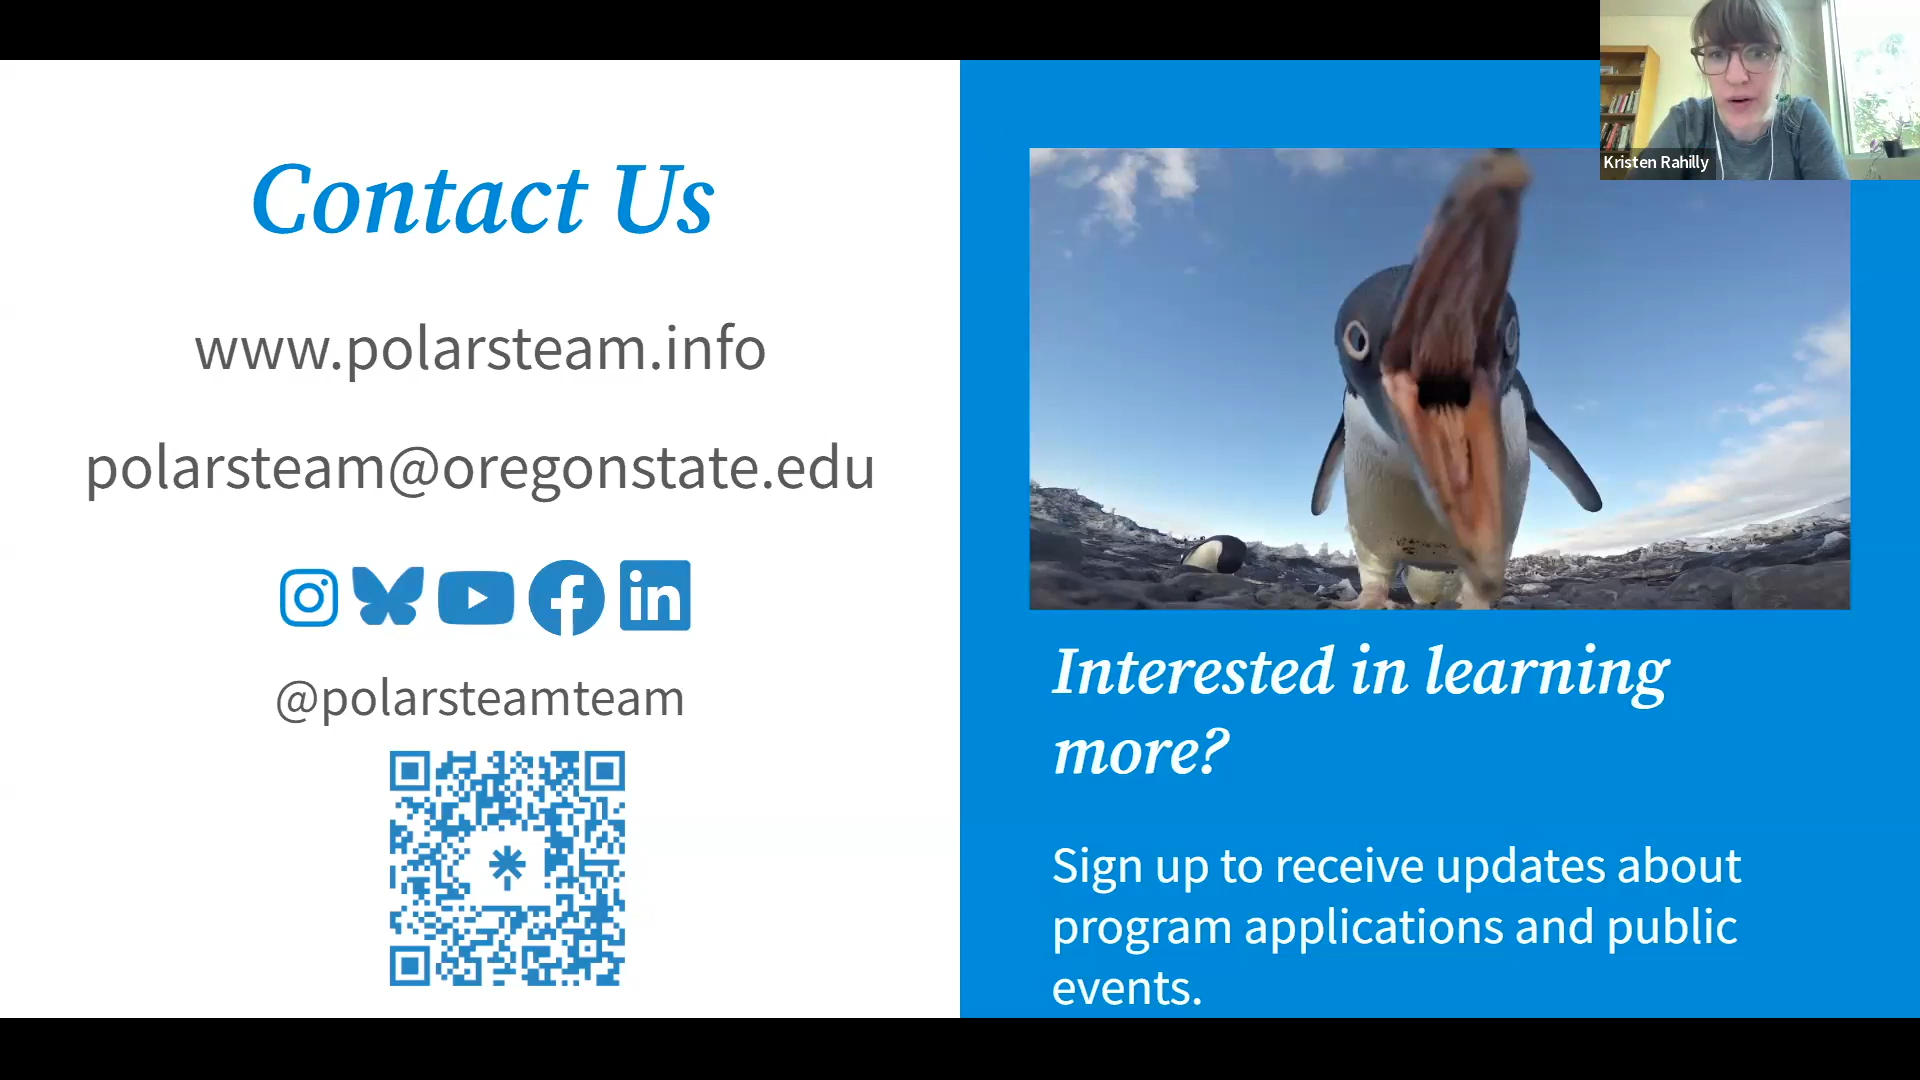 Contact Us
www.polarsteam.info
polarsteam@oregonstate.edu
@polarsteamteam
Kristen Rahilly
Interested in learning
more?
Sign up to receive updates about
program applications and public
events.